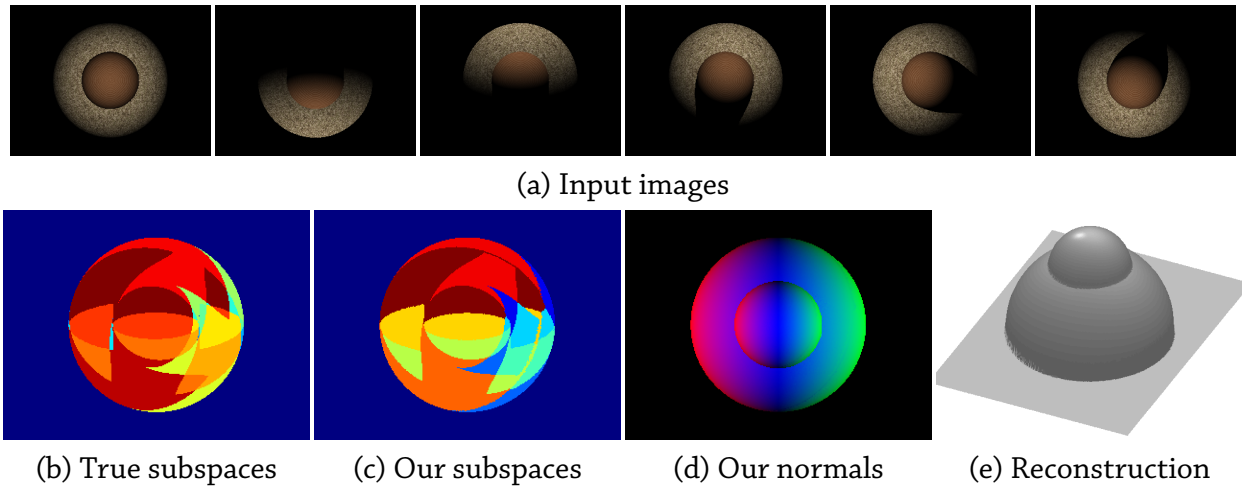 (a) Input images
(b) True subspaces
(c) Our subspaces
(d) Our normals
(e) Reconstruction